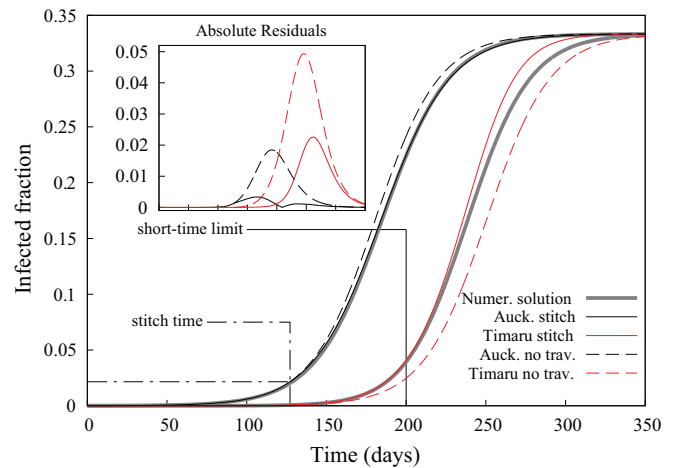 Absolute Residuals
0.05
0.04
0.03
0.02
0.01
0
0.35
0.3
0.25
0.2
0.15
0.1
0.05
0
Infected fraction
short-time limit
stitch time
Numer. solution
Auck. stitch
Timaru stitch
Auck. no trav.
Timaru no trav.
0 50 100 150 200 250 300 350
Time (days)